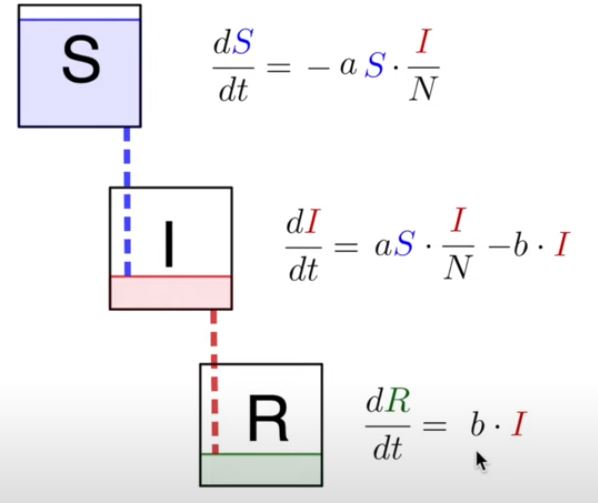 S
dS/dt = − a S · I/N
I
dI/dt = aS · I/N −b · I
R
dR/dt = b · I